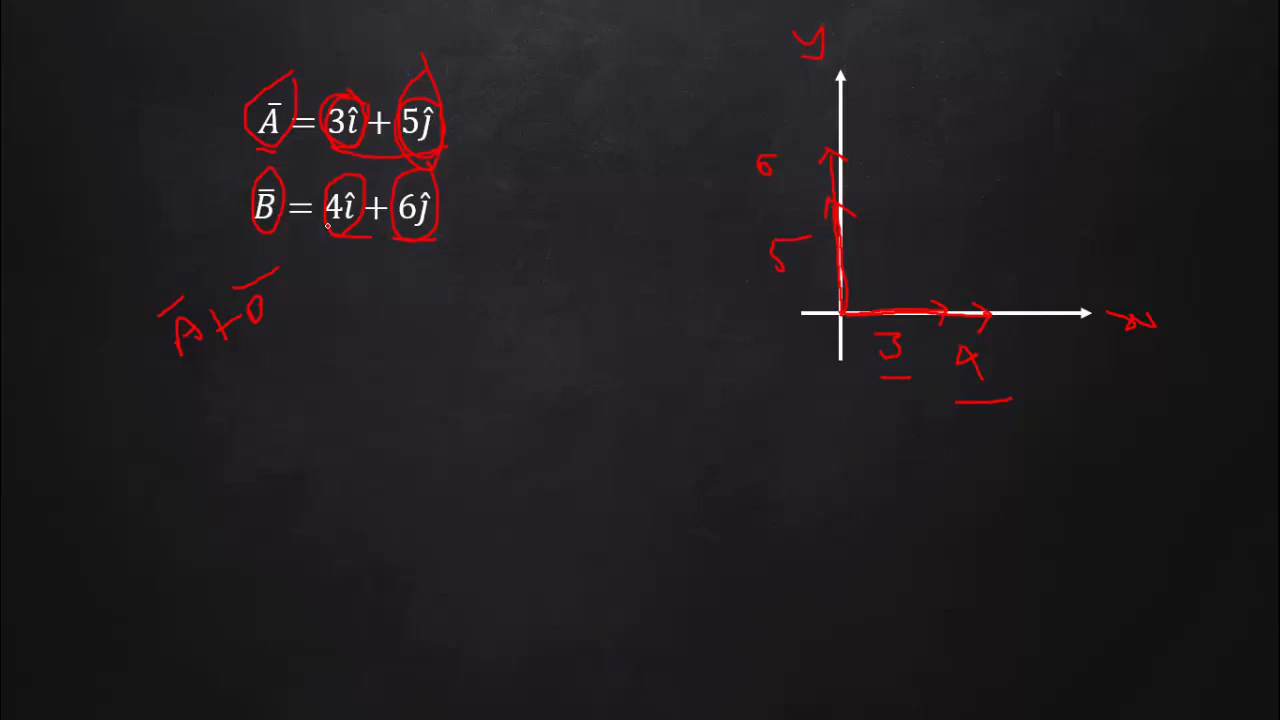 Ā = 3î + 5ĵ
B̄ = 4î + 6ĵ
Ā +
y
6
5
3
4